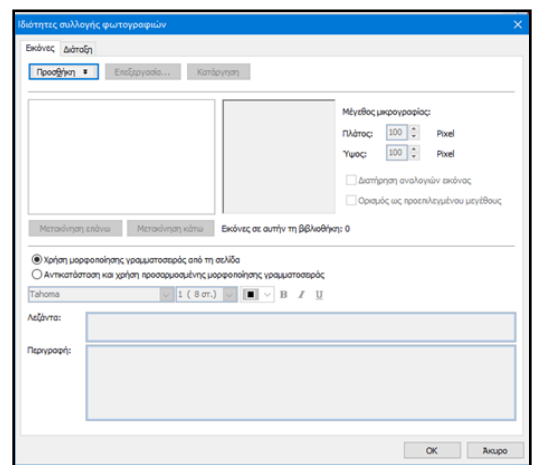 Ιδιότητες συλλογής φωτογραφιών
Εικόνες Διάταξη
Προσθήκη Επεξεργασία... Κατάργηση
Μέγεθος μικρογραφίας:
Πλάτος: 100 Pixel
Ύψος: 100 Pixel
Διατήρηση αναλογιών εικόνας
Ορισμός ως προεπιλεγμένου μεγέθους
Μετακίνηση επάνω Μετακίνηση κάτω Εικόνες σε αυτήν τη βιβλιοθήκη: 0
Χρήση μορφοποίησης γραμματοσειράς από τη σελίδα
Αντικατάσταση και χρήση προσαρμοσμένης μορφοποίησης γραμματοσειράς
Tahoma 1 ( 8 στ.) B I U
Λεζάντα:
Περιγραφή:
OK Άκυρο